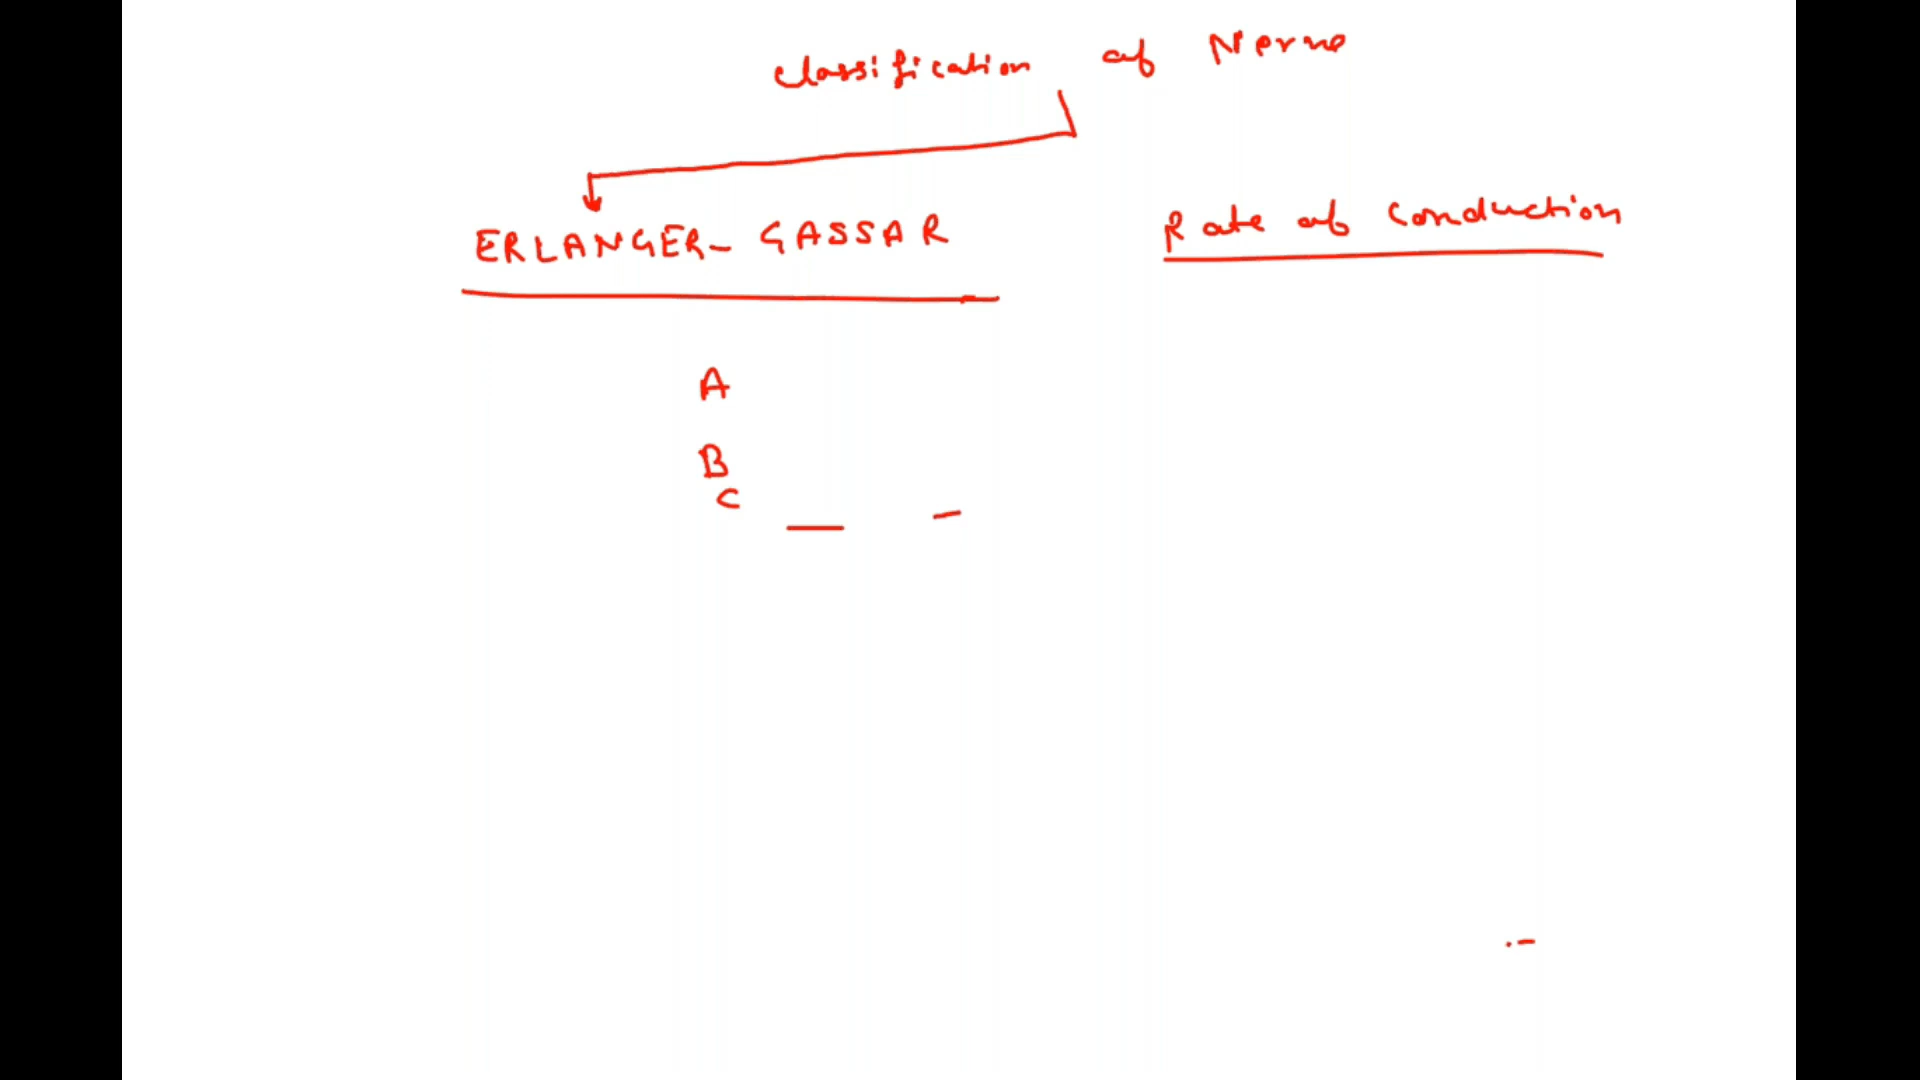 Classification of Nerve
ERLANGER- GASSAR
Rate of Conduction
A
B
C